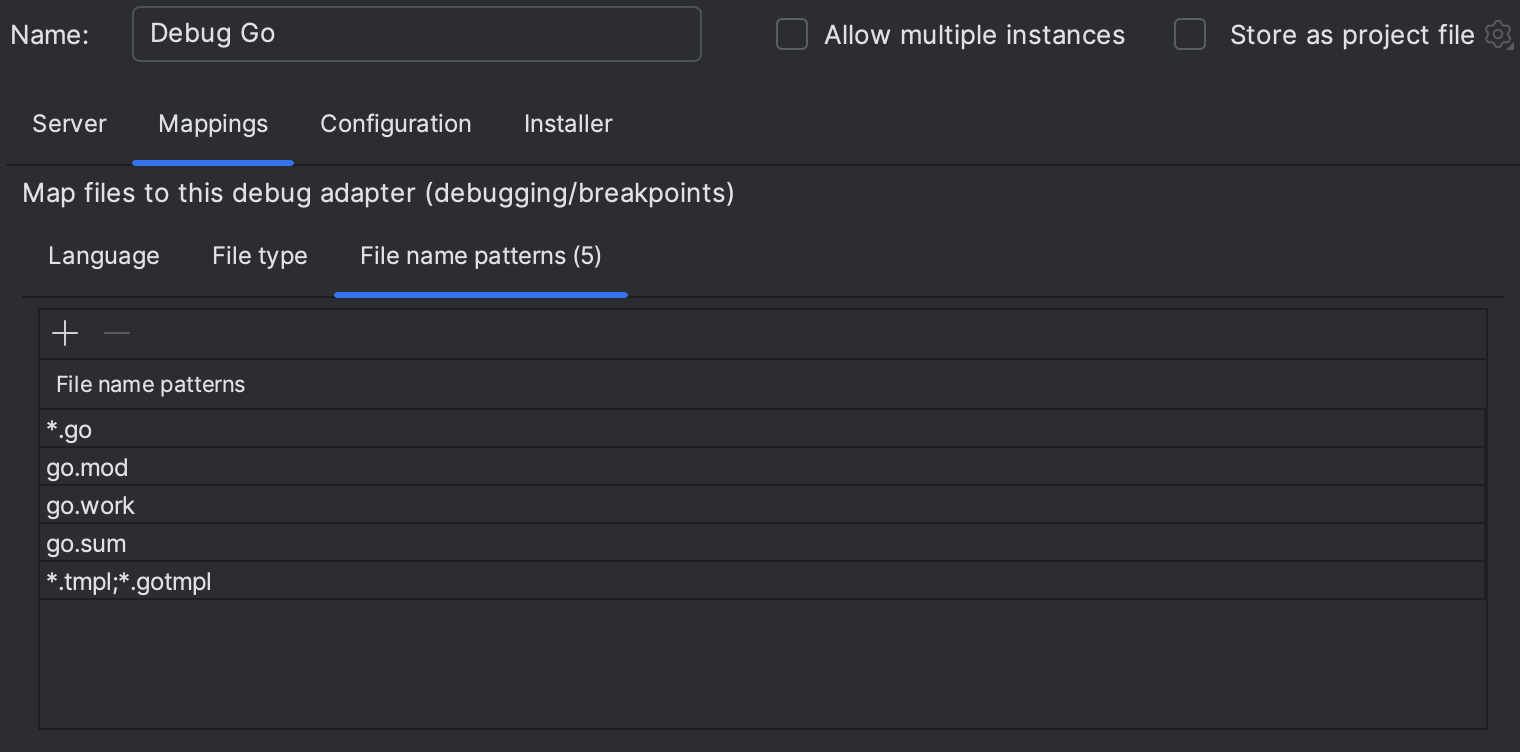 Name: Debug Go Allow multiple instances Store as project file
Server Mappings Configuration Installer
Map files to this debug adapter (debugging/breakpoints)
Language File type File name patterns (5)
File name patterns
*.go
go.mod
go.work
go.sum
*.tmpl;*.gotmpl